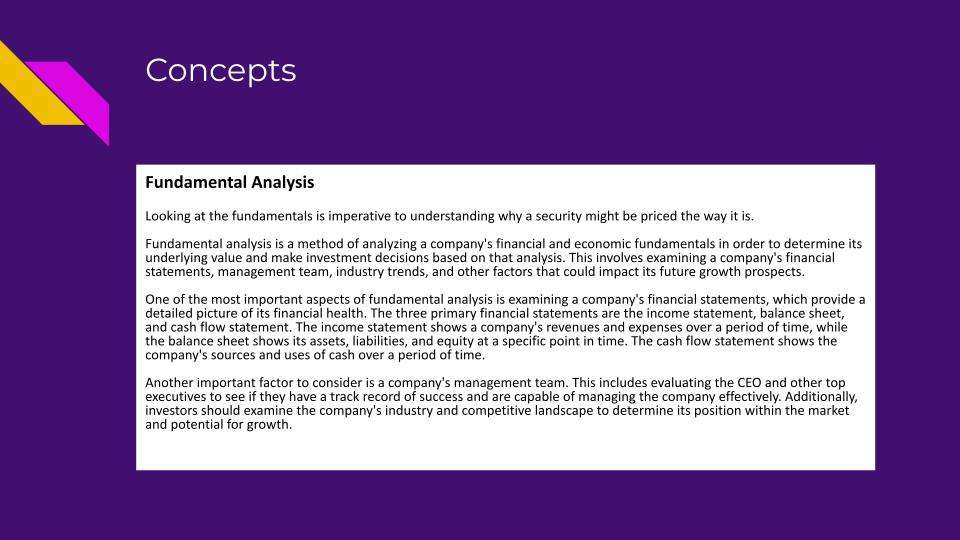 Concepts
Fundamental Analysis
Looking at the fundamentals is imperative to understanding why a security might be priced the way it is.
Fundamental analysis is a method of analyzing a company's financial and economic fundamentals in order to determine its
underlying value and make investment decisions based on that analysis. This involves examining a company's financial
statements, management team, industry trends, and other factors that could impact its future growth prospects.
One of the most important aspects of fundamental analysis is examining a company's financial statements, which provide a
detailed picture of its financial health. The three primary financial statements are the income statement, balance sheet,
and cash flow statement. The income statement shows a company's revenues and expenses over a period of time, while
the balance sheet shows its assets, liabilities, and equity at a specific point in time. The cash flow statement shows the
company's sources and uses of cash over a period of time.
Another important factor to consider is a company's management team. This includes evaluating the CEO and other top
executives to see if they have a track record of success and are capable of managing the company effectively. Additionally,
investors should examine the company's industry and competitive landscape to determine its position within the market
and potential for growth.